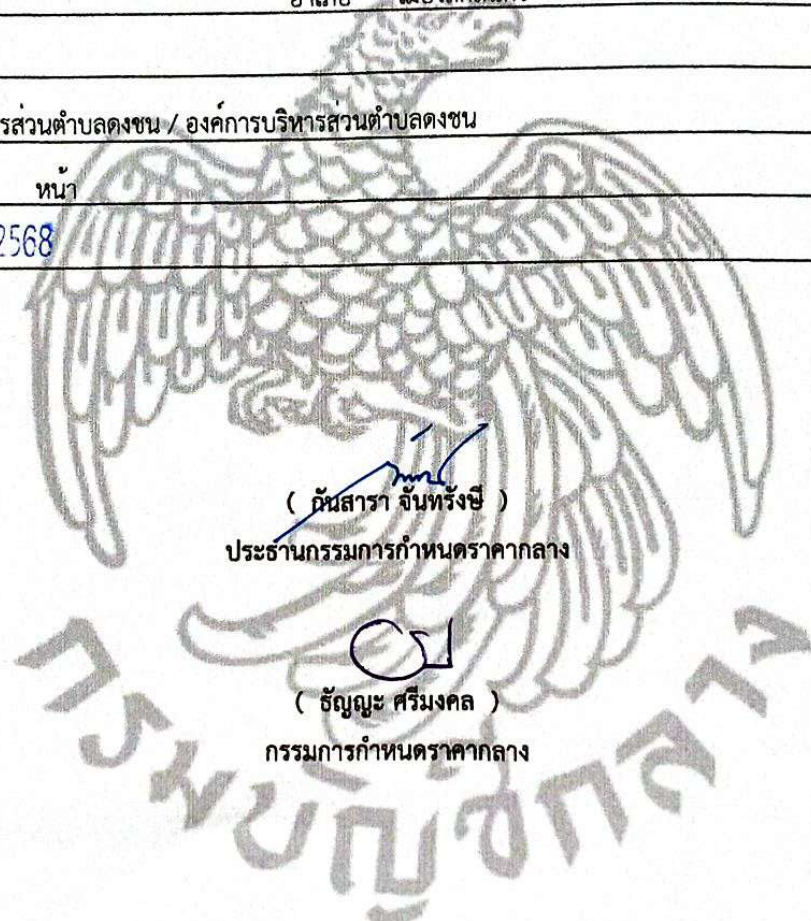 อำเภอ
รส่วนตำบลดงชน / องค์การบริหารส่วนตำบลดงชน
หน้า
2568
( กันสารา จันทรังษี )
ประธานกรรมการกำหนดราคากลาง
( ธัญญะ ศรีมงคล )
กรรมการกำหนดราคากลาง
กรมบัญชีกลาง